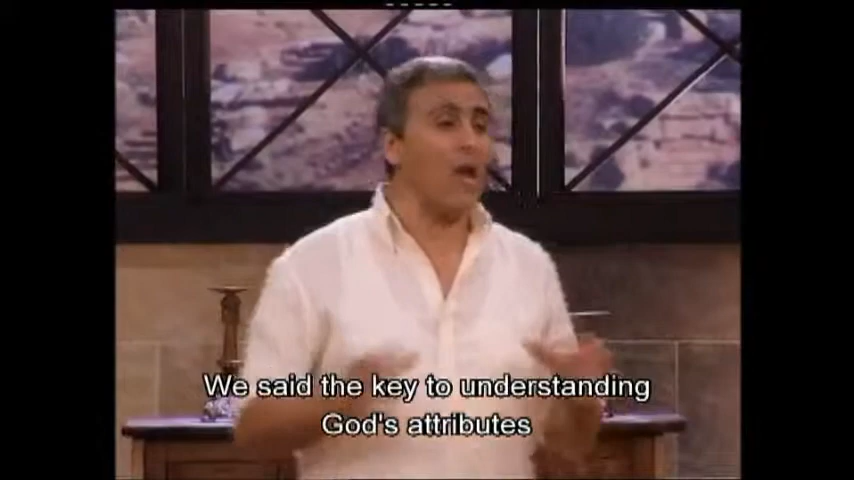 We said the key to understanding
God's attributes